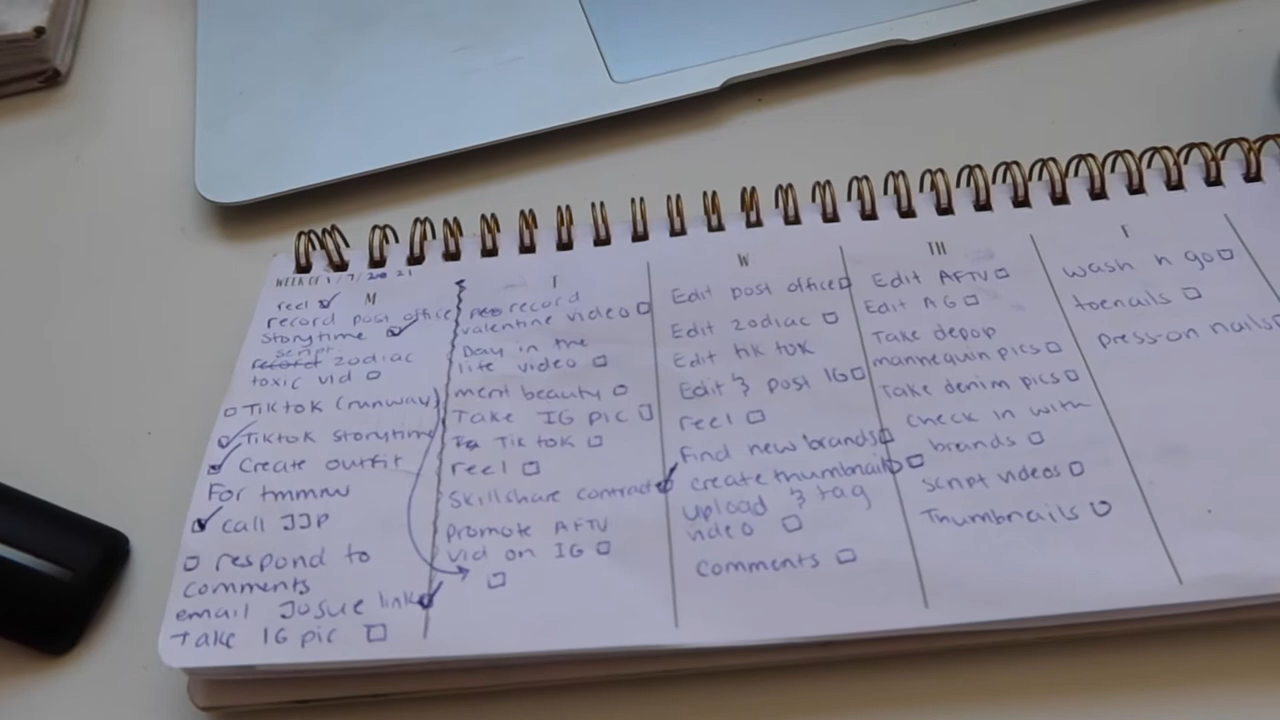 WEEK OF 1/7/2021
M
reel
record post office
storytime
script
record zodiac
toxic vid
Tiktok (runway)
Tiktok storytime
Create outfit
For tmmrw
call JJP
respond to
comments
email Josue link
Take IG pic
T
record
valentine video
Day in the
life video
ment beauty
Take IG pic
Tik tok
reel
Skillshare contract
promote AFTV
vid on IG
W
Edit post office
Edit zodiac
Edit tik tok
Edit & post IG
reel
Find new brands
create thumbnail
upload & tag
video
comments
TH
Edit AFTV
Edit AG
Take depop
mannequin pics
Take denim pics
check in with
brands
script videos
Thumbnails
F
wash n go
toenails
press-on nails